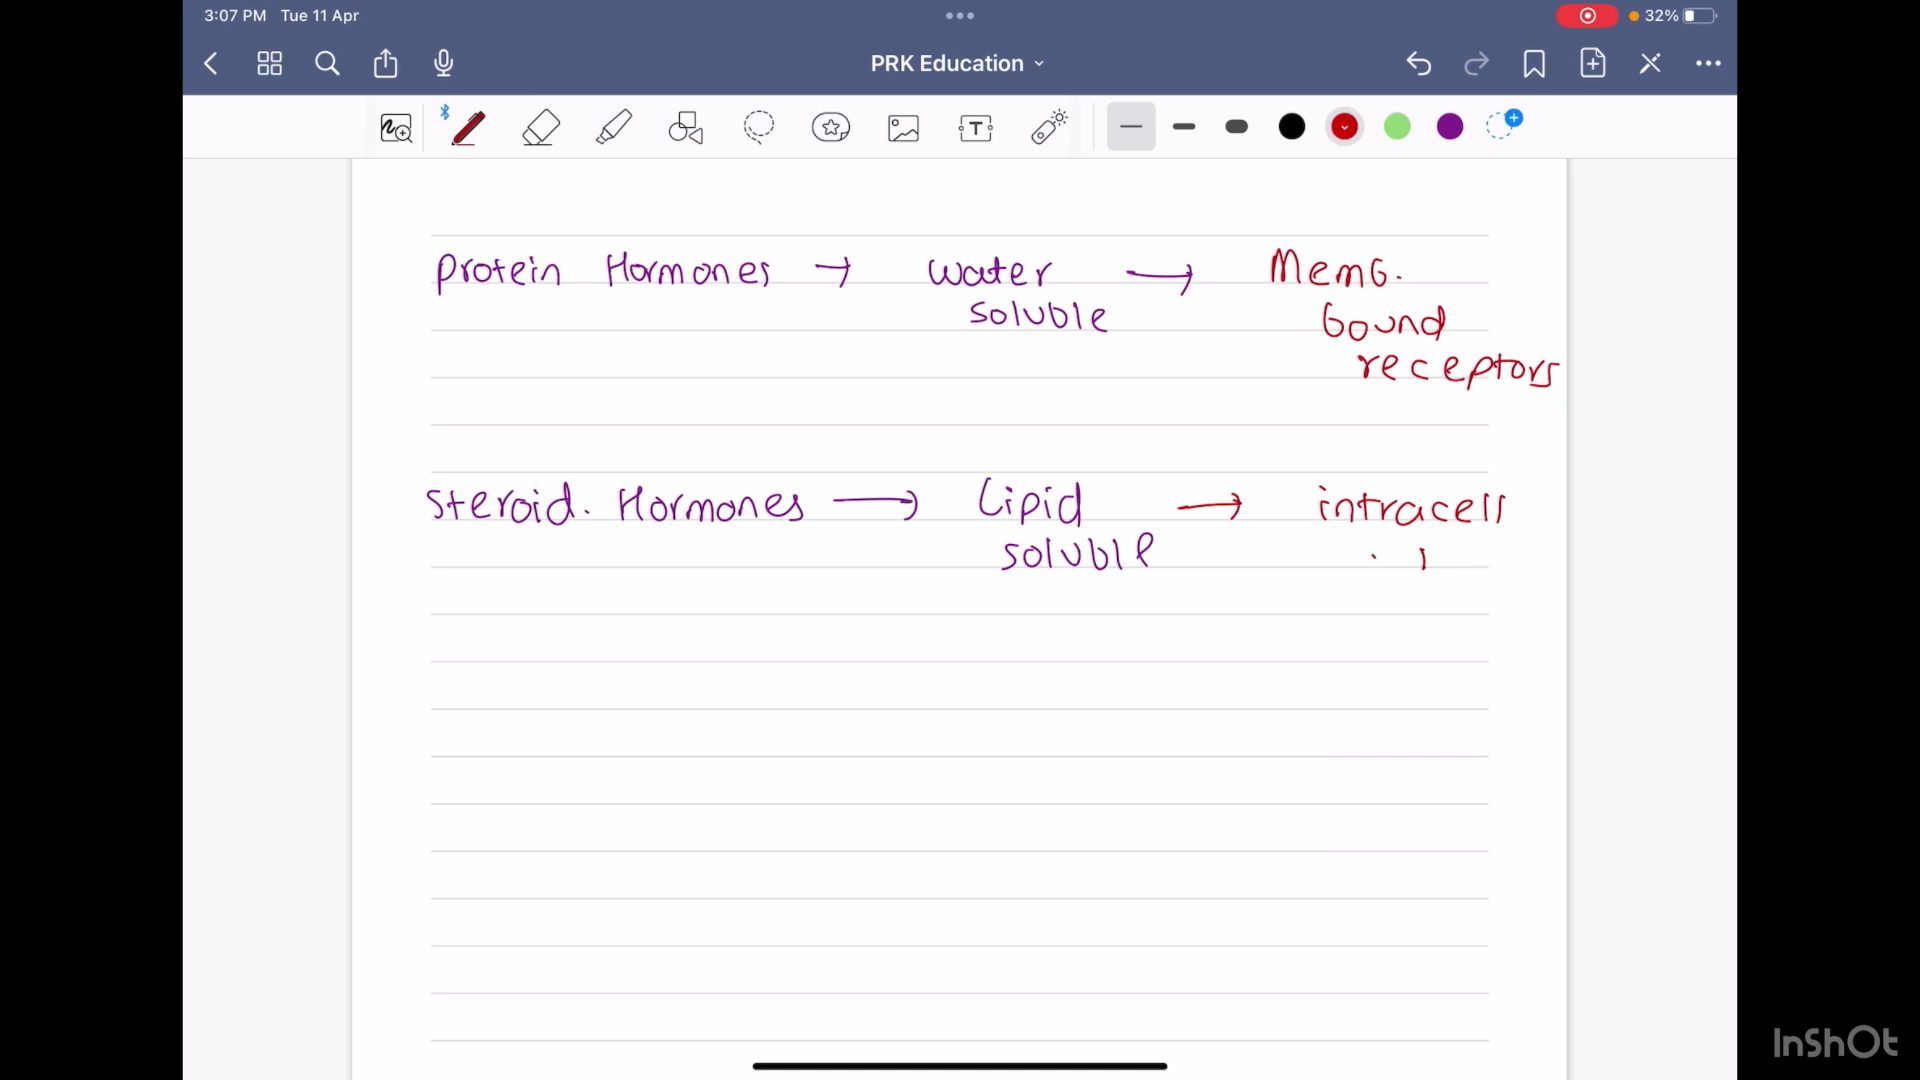 3:07 PM Tue 11 Apr
32%
PRK Education
T
Protein Hormones → water → Memb.
soluble bound
receptors
Steroid. Hormones → Lipid → intracell
soluble
InShOt